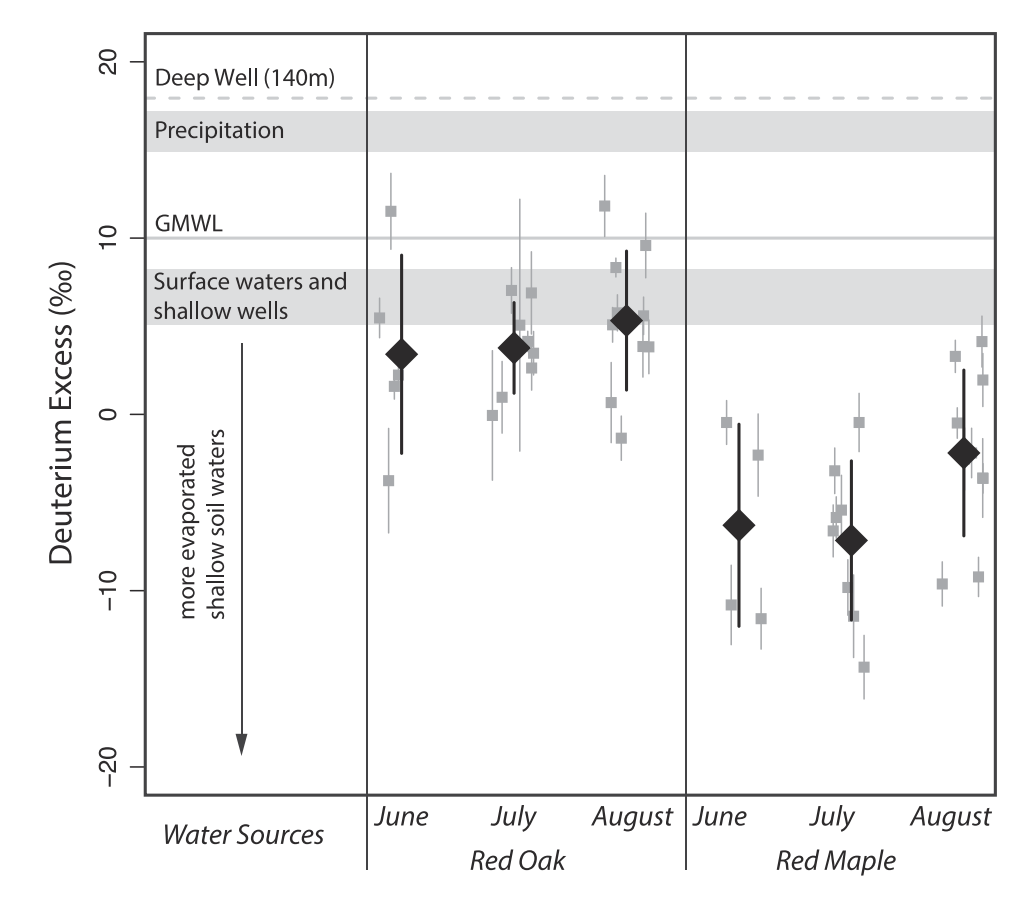 Deuterium Excess (‰)
20
10
0
−10
−20
Deep Well (140m)
Precipitation
GMWL
Surface waters and
shallow wells
more evaporated
shallow soil waters
Water Sources
June
July
August
Red Oak
June
July
August
Red Maple